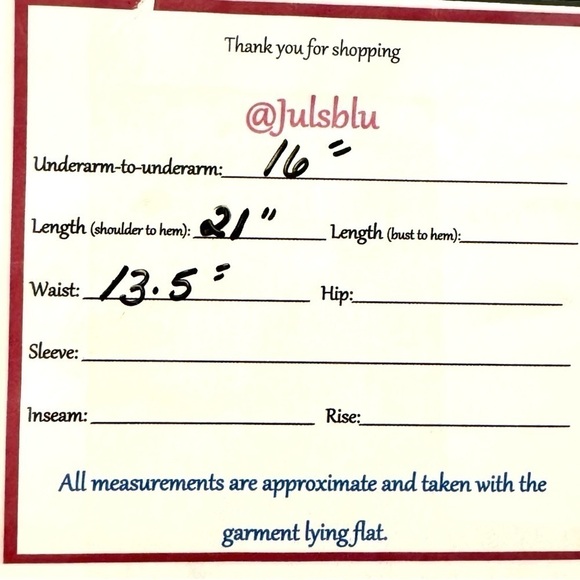 Thank you for shopping
@Julsblu
Underarm-to-underarm: 16"
Length (shoulder to hem): 21" Length (bust to hem):
Waist: 13.5" Hip:
Sleeve:
Inseam: Rise:
All measurements are approximate and taken with the
garment lying flat.